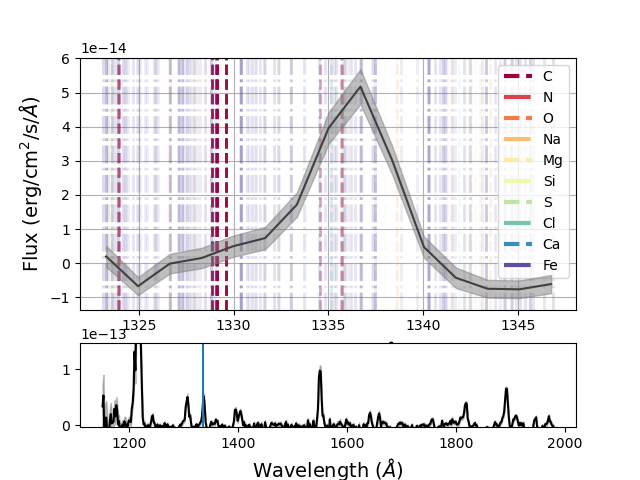 1e−14
Flux (erg/cm²/s/Å)
6
5
4
3
2
1
0
−1
1325
1330
1335
1340
1345
C
N
O
Na
Mg
Si
S
Cl
Ca
Fe
1e−13
1
0
1200
1400
1600
1800
2000
Wavelength (Å)